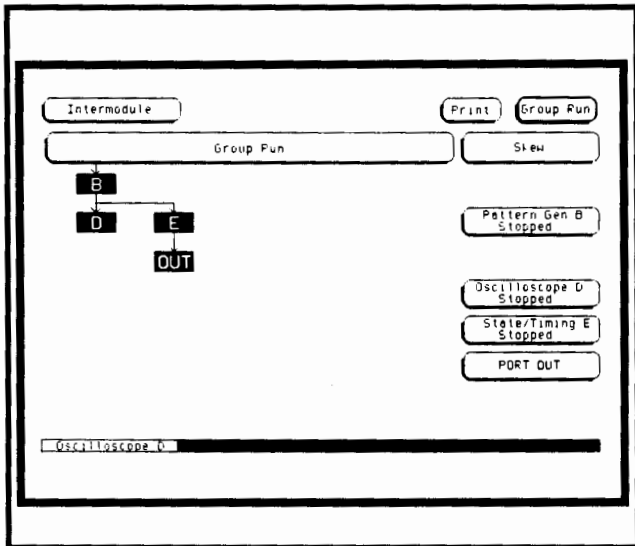 Intermodule
Print
Group Run
Group Run
Skew
B
D
E
Pattern Gen B
Stopped
OUT
Oscilloscope D
Stopped
State/Timing E
Stopped
PORT OUT
Oscilloscope D